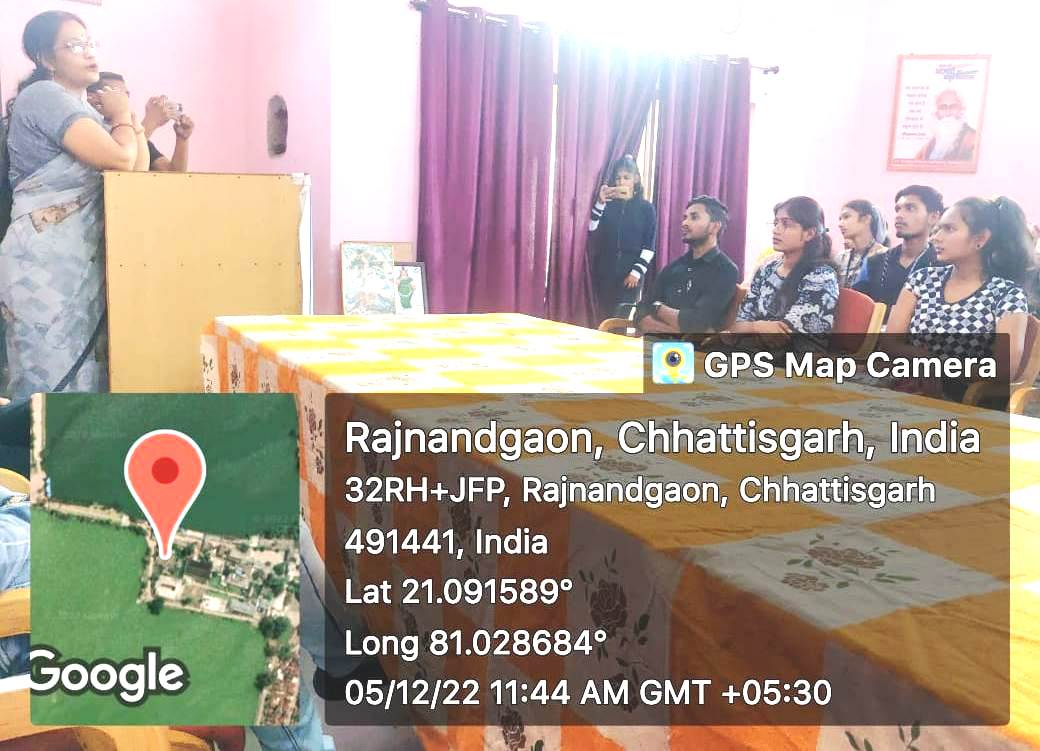 GPS Map Camera
Rajnandgaon, Chhattisgarh, India
32RH+JFP, Rajnandgaon, Chhattisgarh
491441, India
Lat 21.091589°
Long 81.028684°
05/12/22 11:44 AM GMT +05:30
Google